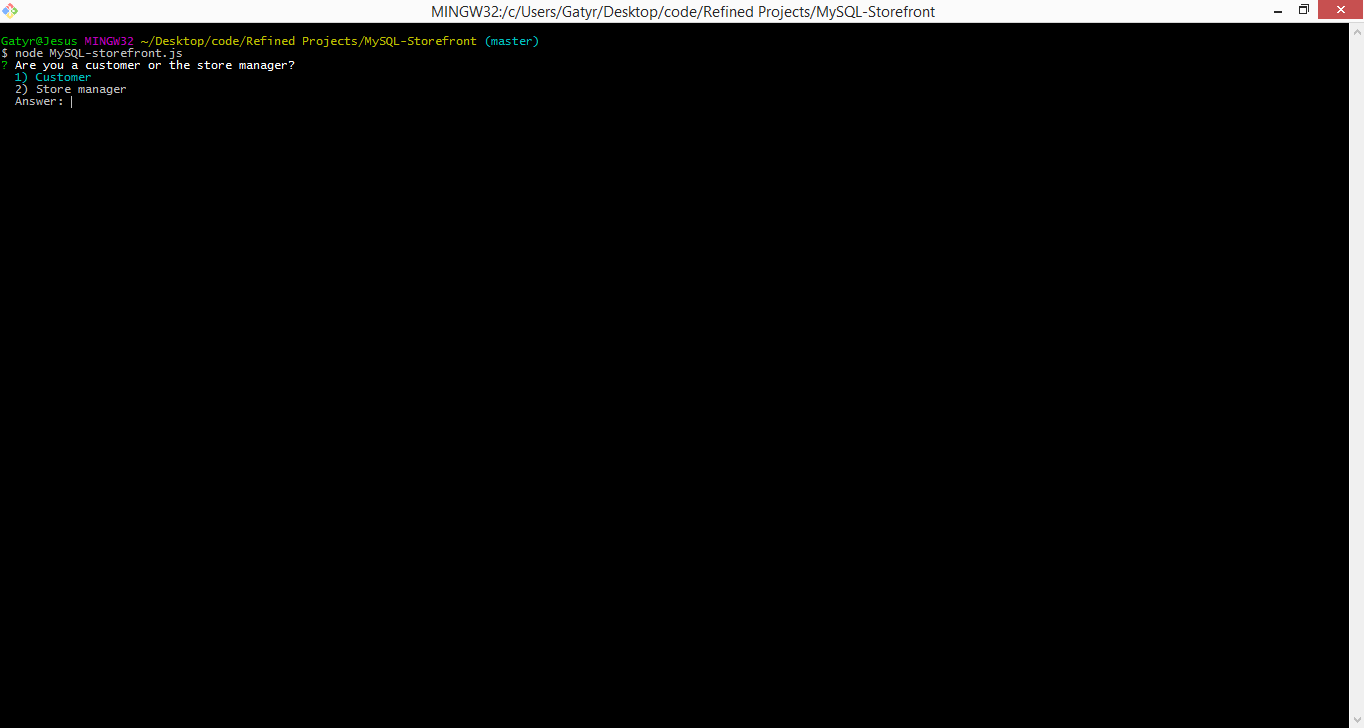 MINGW32:/c/Users/Gatyr/Desktop/code/Refined Projects/MySQL-Storefront
Gatyr@Jesus MINGW32 ~/Desktop/code/Refined Projects/MySQL-Storefront (master)
$ node MySQL-storefront.js
? Are you a customer or the store manager?
1) Customer
2) Store manager
Answer: